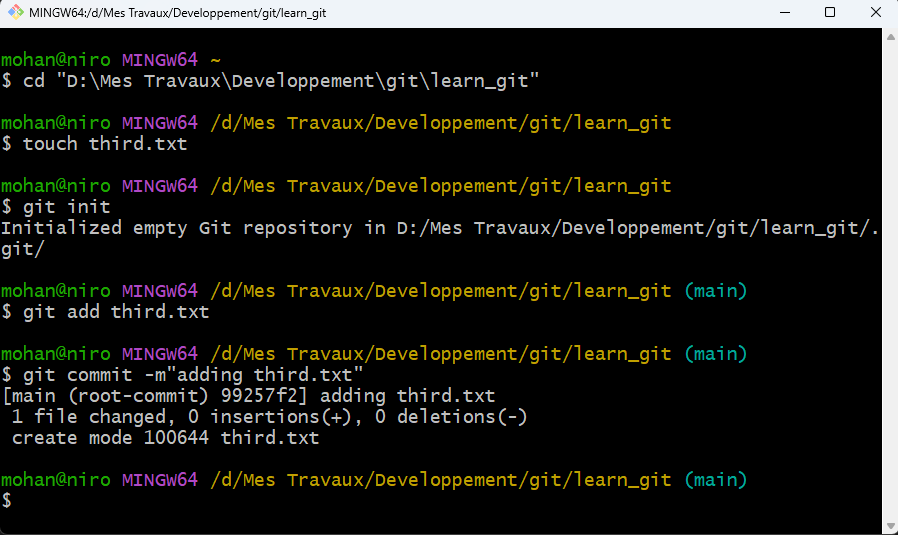 MINGW64:/d/Mes Travaux/Developpement/git/learn_git
mohan@niro MINGW64 ~
$ cd "D:\Mes Travaux\Developpement\git\learn_git"
mohan@niro MINGW64 /d/Mes Travaux/Developpement/git/learn_git
$ touch third.txt
mohan@niro MINGW64 /d/Mes Travaux/Developpement/git/learn_git
$ git init
Initialized empty Git repository in D:/Mes Travaux/Developpement/git/learn_git/.
git/
mohan@niro MINGW64 /d/Mes Travaux/Developpement/git/learn_git (main)
$ git add third.txt
mohan@niro MINGW64 /d/Mes Travaux/Developpement/git/learn_git (main)
$ git commit -m"adding third.txt"
[main (root-commit) 99257f2] adding third.txt
 1 file changed, 0 insertions(+), 0 deletions(-)
 create mode 100644 third.txt
mohan@niro MINGW64 /d/Mes Travaux/Developpement/git/learn_git (main)
$